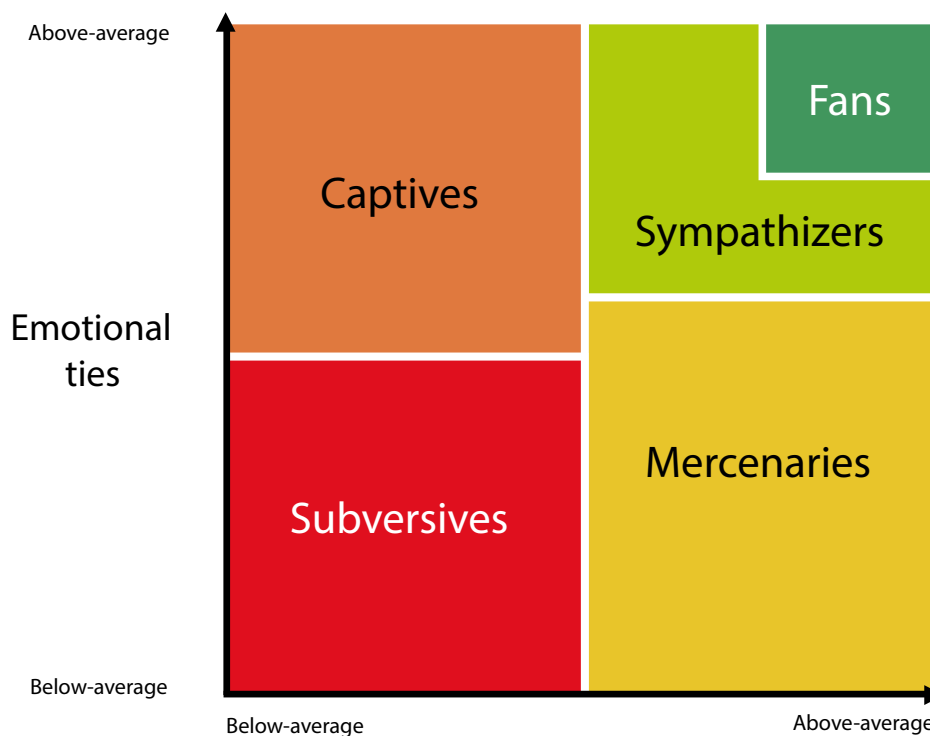 Above-average
Fans
Captives
Sympathizers
Emotional
ties
Mercenaries
Subversives
Below-average
Below-average
Above-average